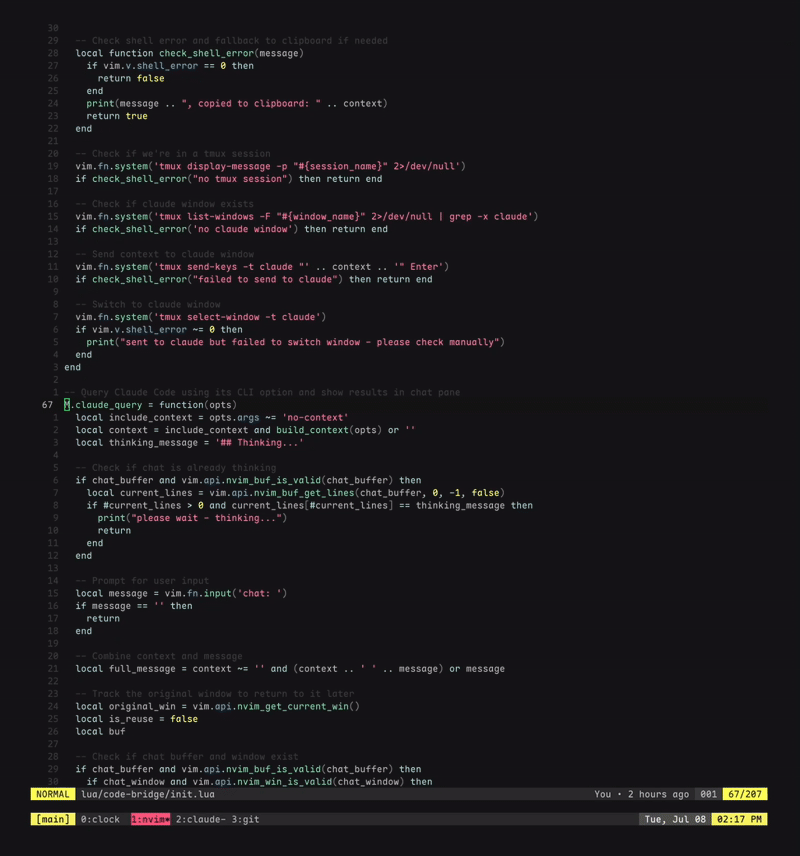 30
29 -- Check shell error and fallback to clipboard if needed
28 local function check_shell_error(message)
27 if vim.v.shell_error == 0 then
26 return false
25 end
24 print(message .. ", copied to clipboard: " .. context)
23 return true
22 end
21
20 -- Check if we're in a tmux session
19 vim.fn.system('tmux display-message -p "#{session_name}" 2>/dev/null')
18 if check_shell_error("no tmux session") then return end
17
16 -- Check if claude window exists
15 vim.fn.system('tmux list-windows -F "#{window_name}" 2>/dev/null | grep -x claude')
14 if check_shell_error('no claude window') then return end
13
12 -- Send context to claude window
11 vim.fn.system('tmux send-keys -t claude "' .. context .. '" Enter')
10 if check_shell_error("failed to send to claude") then return end
9
8 -- Switch to claude window
7 vim.fn.system('tmux select-window -t claude')
6 if vim.v.shell_error ~= 0 then
5 print("sent to claude but failed to switch window - please check manually")
4 end
3 end
2
1 -- Query Claude Code using its CLI option and show results in chat pane
67 M.claude_query = function(opts)
1 local include_context = opts.args ~= 'no-context'
2 local context = include_context and build_context(opts) or ''
3 local thinking_message = '## Thinking...'
4
5 -- Check if chat is already thinking
6 if chat_buffer and vim.api.nvim_buf_is_valid(chat_buffer) then
7 local current_lines = vim.api.nvim_buf_get_lines(chat_buffer, 0, -1, false)
8 if #current_lines > 0 and current_lines[#current_lines] == thinking_message then
9 print("please wait - thinking...")
10 return
11 end
12 end
13
14 -- Prompt for user input
15 local message = vim.fn.input('chat: ')
16 if message == '' then
17 return
18 end
19
20 -- Combine context and message
21 local full_message = context ~= '' and (context .. ' ' .. message) or message
22
23 -- Track the original window to return to it later
24 local original_win = vim.api.nvim_get_current_win()
25 local is_reuse = false
26 local buf
27
28 -- Check if chat buffer and window exist
29 if chat_buffer and vim.api.nvim_buf_is_valid(chat_buffer) then
30 if chat_window and vim.api.nvim_win_is_valid(chat_window) then
NORMAL lua/code-bridge/init.lua You • 2 hours ago 001 67/207
[main] 0:clock 1:nvim* 2:claude- 3:git Tue, Jul 08 02:17 PM